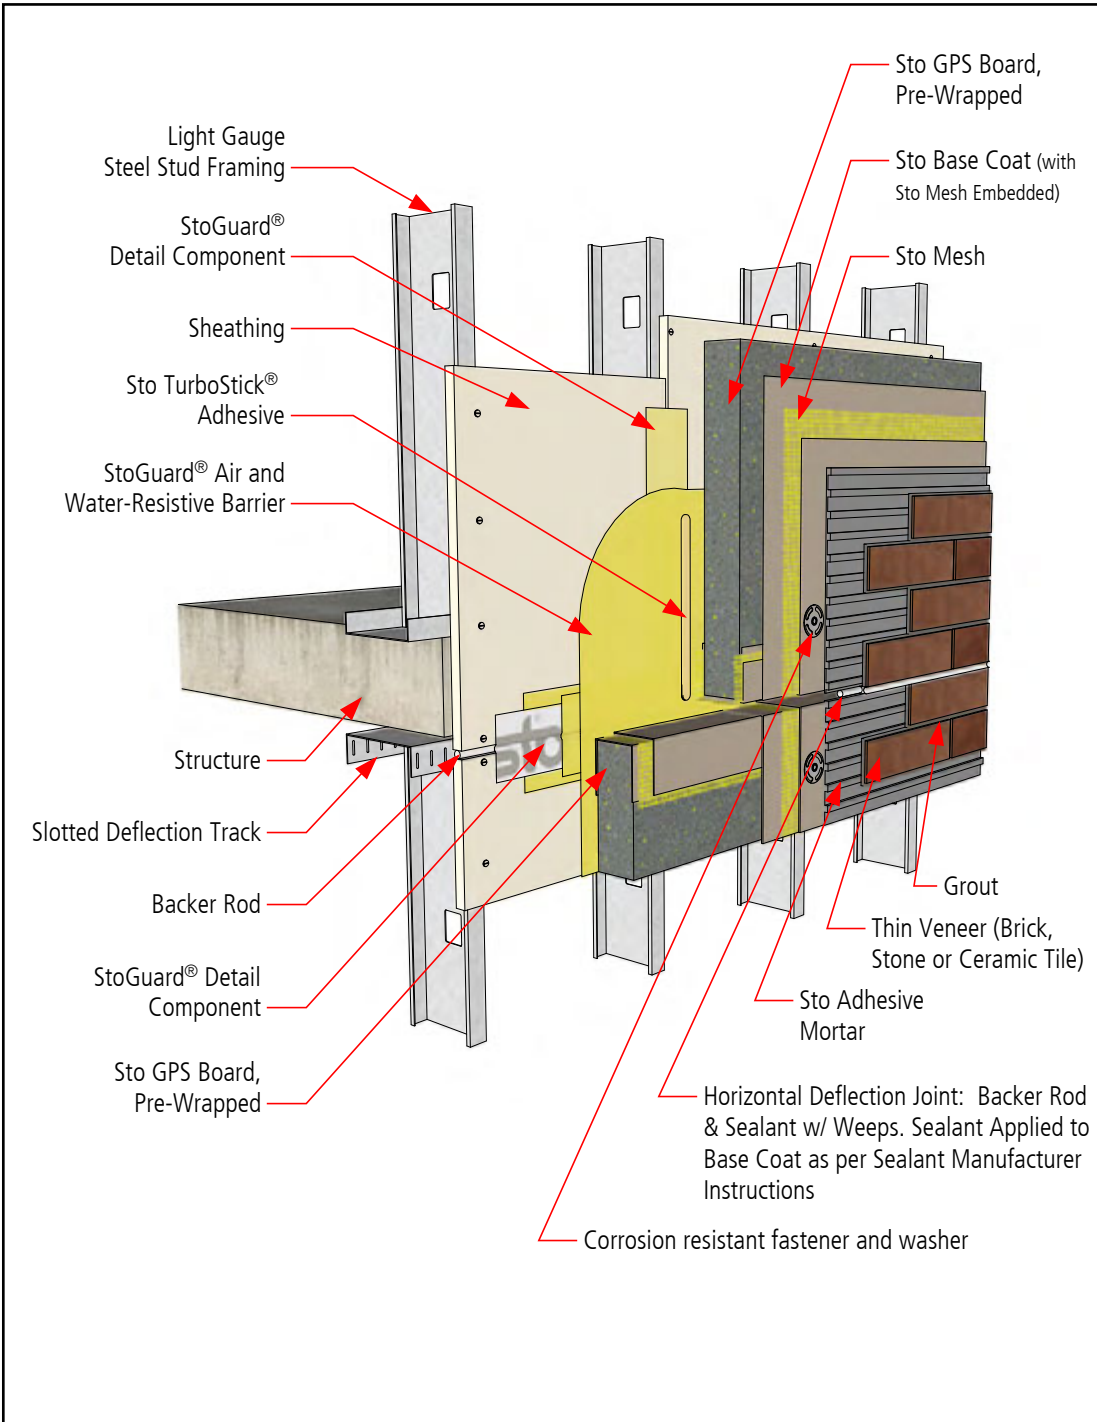 Sto GPS Board,
Pre-Wrapped
Light Gauge
Steel Stud Framing
Sto Base Coat (with
Sto Mesh Embedded)
StoGuard®
Detail Component
Sto Mesh
Sheathing
Sto TurboStick®
Adhesive
StoGuard® Air and
Water-Resistive Barrier
sto
Structure
Slotted Deflection Track
Backer Rod
Grout
Thin Veneer (Brick,
Stone or Ceramic Tile)
StoGuard® Detail
Component
Sto Adhesive
Mortar
Sto GPS Board,
Pre-Wrapped
Horizontal Deflection Joint: Backer Rod
& Sealant w/ Weeps. Sealant Applied to
Base Coat as per Sealant Manufacturer
Instructions
Corrosion resistant fastener and washer